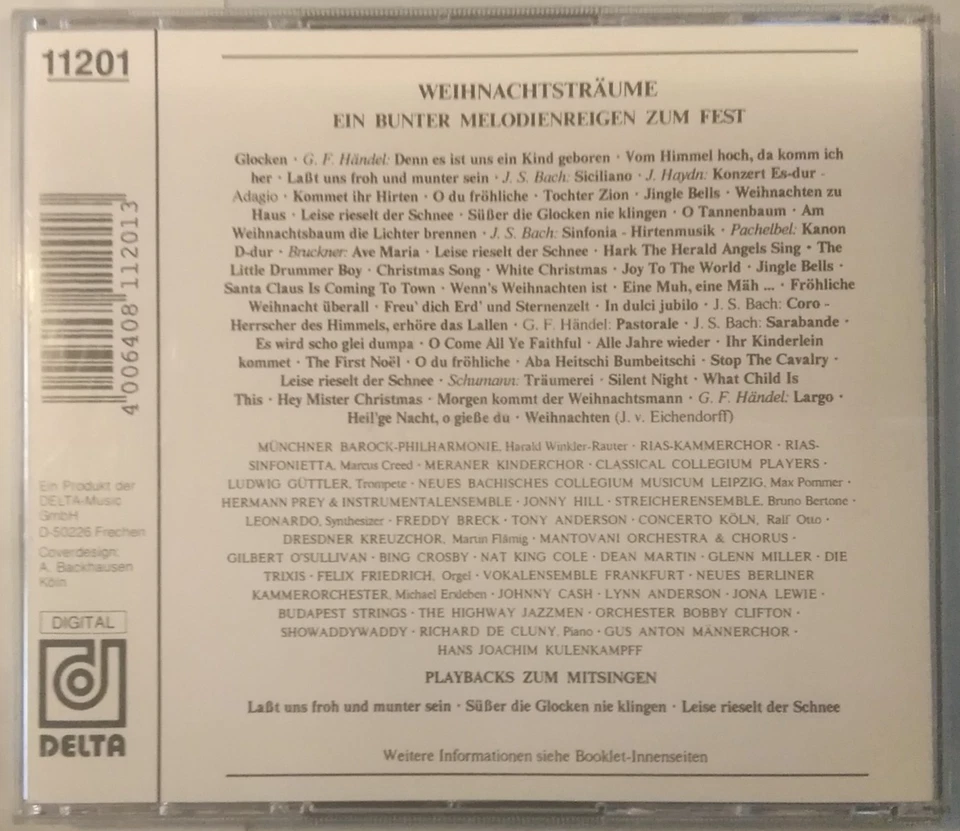 11201
WEIHNACHTSTRÄUME
EIN BUNTER MELODIENREIGEN ZUM FEST
Glocken · G. F. Händel: Denn es ist uns ein Kind geboren · Vom Himmel hoch, da komm ich
her · Laßt uns froh und munter sein · J. S. Bach: Siciliano · J. Haydn: Konzert Es-dur -
Adagio · Kommet ihr Hirten · O du fröhliche · Tochter Zion · Jingle Bells · Weihnachten zu
Haus · Leise rieselt der Schnee · Süßer die Glocken nie klingen · O Tannenbaum · Am
Weihnachtsbaum die Lichter brennen · J. S. Bach: Sinfonia - Hirtenmusik · Pachelbel: Kanon
D-dur · Bruckner: Ave Maria · Leise rieselt der Schnee · Hark The Herald Angels Sing · The
Little Drummer Boy · Christmas Song · White Christmas · Joy To The World · Jingle Bells ·
Santa Claus Is Coming To Town · Wenn's Weihnachten ist · Eine Muh, eine Mäh ... · Fröhliche
Weihnacht überall · Freu' dich Erd' und Sternenzelt · In dulci jubilo · J. S. Bach: Coro -
Herrscher des Himmels, erhöre das Lallen · G. F. Händel: Pastorale · J. S. Bach: Sarabande ·
Es wird scho glei dumpa · O Come All Ye Faithful · Alle Jahre wieder · Ihr Kinderlein
kommet · The First Noël · O du fröhliche · Aba Heitschi Bumbeitschi · Stop The Cavalry ·
Leise rieselt der Schnee · Schumann: Träumerei · Silent Night · What Child Is
This · Hey Mister Christmas · Morgen kommt der Weihnachtsmann · G. F. Händel: Largo ·
Heil'ge Nacht, o gieße du · Weihnachten (J. v. Eichendorff)
MÜNCHNER BAROCK-PHILHARMONIE, Harald Winkler-Rauter · RIAS-KAMMERCHOR · RIAS-
SINFONIETTA, Marcus Creed · MERANER KINDERCHOR · CLASSICAL COLLEGIUM PLAYERS ·
LUDWIG GÜTTLER, Trompete · NEUES BACHISCHES COLLEGIUM MUSICUM LEIPZIG, Max Pommer ·
HERMANN PREY & INSTRUMENTALENSEMBLE · JONNY HILL · STREICHERENSEMBLE, Bruno Bertone ·
LEONARDO, Synthesizer · FREDDY BRECK · TONY ANDERSON · CONCERTO KÖLN, Ralf Otto ·
DRESDNER KREUZCHOR, Martin Flämig · MANTOVANI ORCHESTRA & CHORUS ·
GILBERT O'SULLIVAN · BING CROSBY · NAT KING COLE · DEAN MARTIN · GLENN MILLER · DIE
TRIXIS · FELIX FRIEDRICH, Orgel · VOKALENSEMBLE FRANKFURT · NEUES BERLINER
KAMMERORCHESTER, Michael Erxleben · JOHNNY CASH · LYNN ANDERSON · JONA LEWIE ·
BUDAPEST STRINGS · THE HIGHWAY JAZZMEN · ORCHESTER BOBBY CLIFTON ·
SHOWADDYWADDY · RICHARD DE CLUNY, Piano · GUS ANTON MÄNNERCHOR ·
HANS JOACHIM KULENKAMPFF
PLAYBACKS ZUM MITSINGEN
Laßt uns froh und munter sein · Süßer die Glocken nie klingen · Leise rieselt der Schnee
Weitere Informationen siehe Booklet-Innenseiten
4 006408 112013
Ein Produkt der
DELTA-Music
GmbH
D-50226 Frechen
Coverdesign:
A. Backhausen
Köln
DIGITAL
DELTA